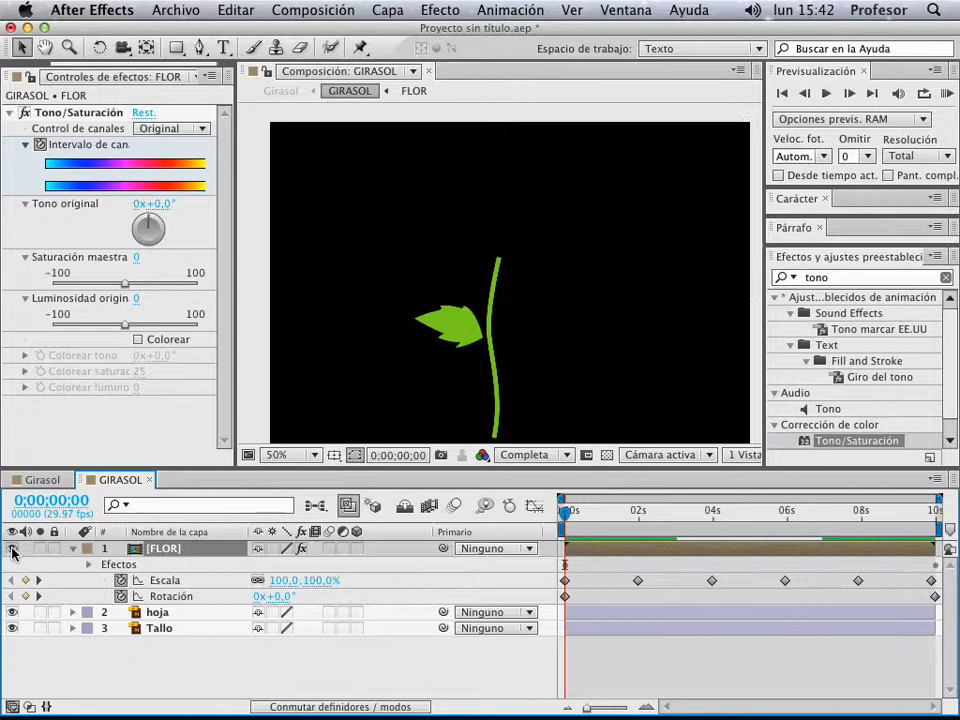 After Effects Archivo Editar Composición Capa Efecto Animación Ver Ventana Ayuda lun 15:42 Profesor
Proyecto sin título.aep *
Espacio de trabajo: Texto Buscar en la Ayuda
Controles de efectos: FLOR
Composición: GIRASOL
Previsualización
GIRASOL • FLOR
Girasol GIRASOL FLOR
fx Tono/Saturación Rest.
Control de canales Original
Intervalo de can
Tono original 0x+0,0°
Saturación maestra 0
-100 100
Luminosidad origin 0
-100 100
Colorear
Colorear tono 0x+0,0°
Colorear saturac 25
Colorear lumino 0
Opciones previs. RAM
Veloc. fot. Omitir Resolución
Autom. 0 Total
Desde tiempo act. Pant. compl.
Carácter
Párrafo
Efectos y ajustes preestableci
tono
* Ajust...blecidos de animación
Sound Effects
Tono marcar EE.UU
Text
Fill and Stroke
Giro del tono
Audio
Tono
Corrección de color
Tono/Saturación
50% 0;00;00;00 Completa Cámara activa 1 Vista
Girasol GIRASOL
0;00;00;00
00000 (29.97 fps)
# Nombre de la capa fx Primario
02s 04s 06s 08s 10s
1 [FLOR] fx Ninguno
Efectos
Escala 100,0,100,0%
Rotación 0x+0,0°
2 hoja Ninguno
3 Tallo Ninguno
Conmutar definidores / modos